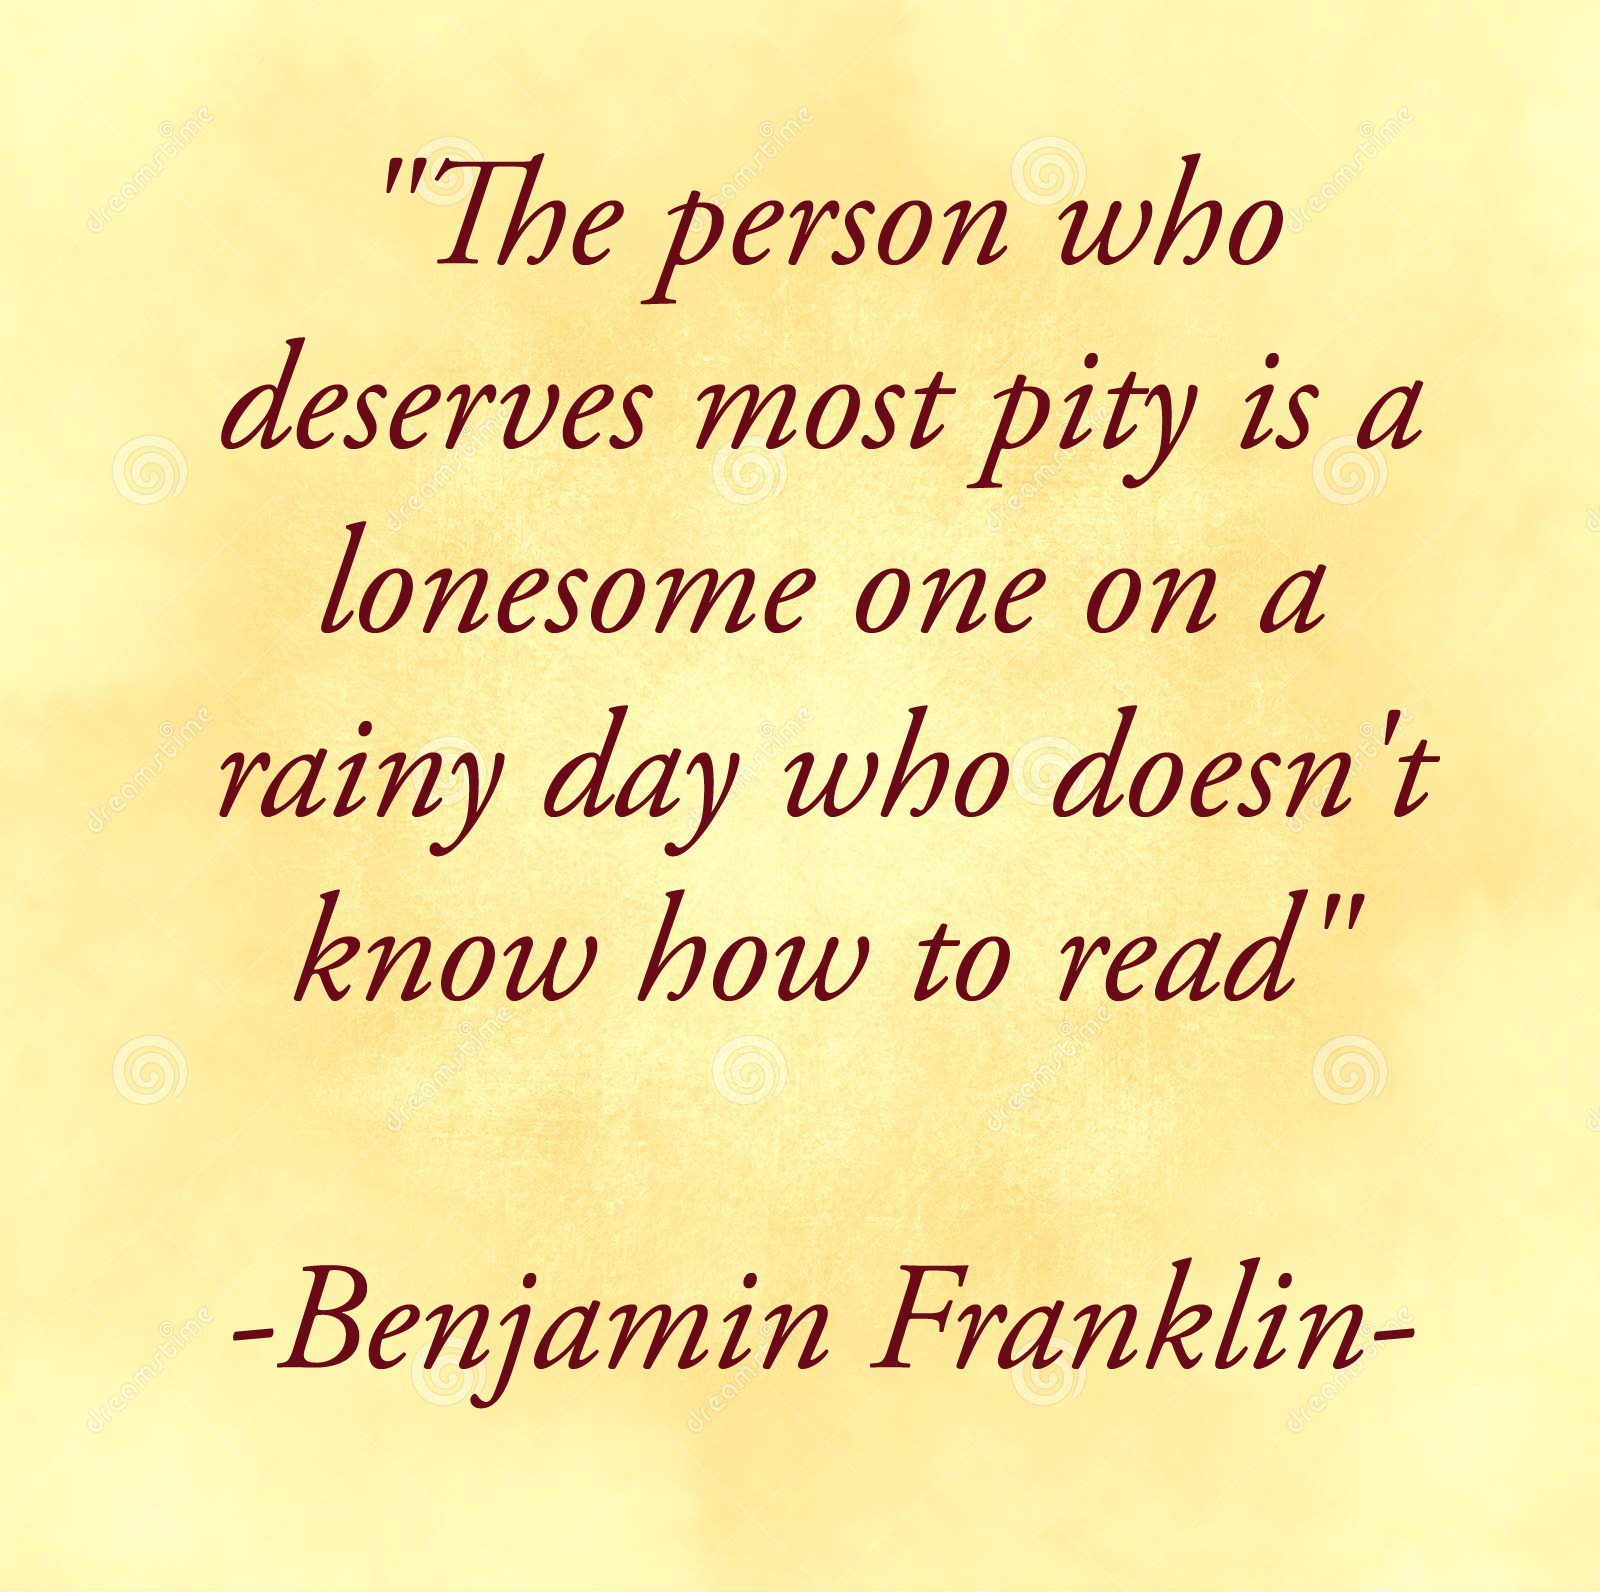 "The person who
deserves most pity is a
lonesome one on a
rainy day who doesn't
know how to read"
-Benjamin Franklin-
dreamstime